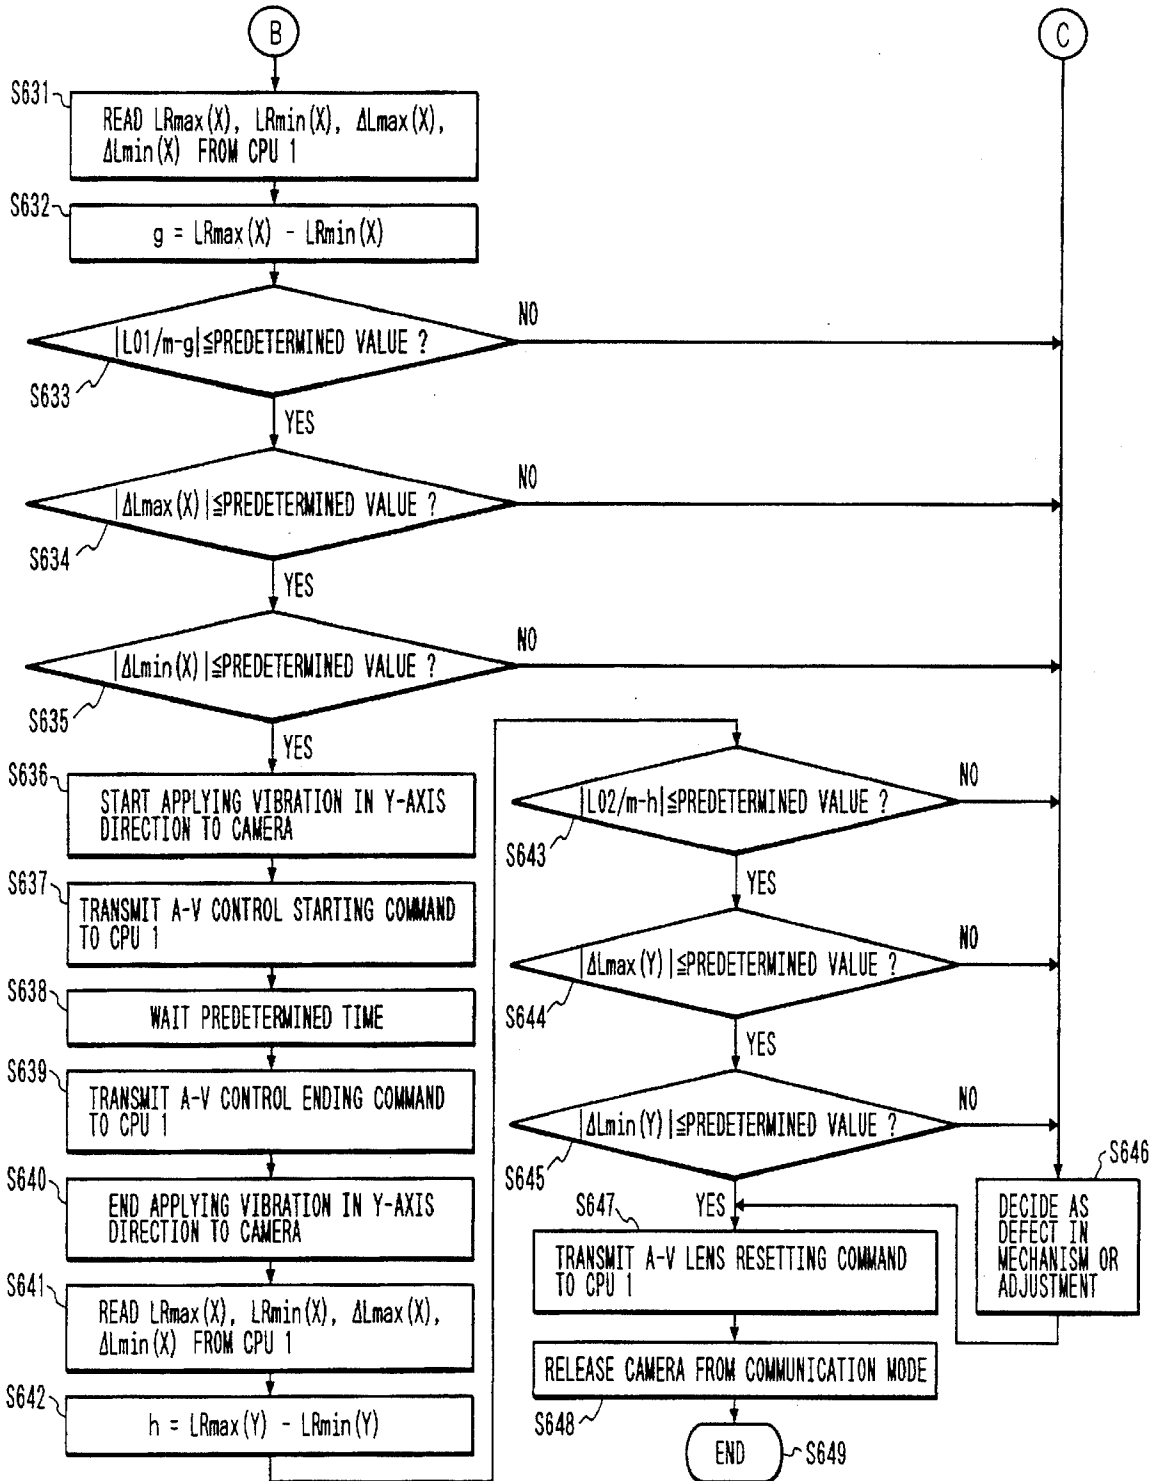 B
C
S631
READ LRmax(X), LRmin(X), ΔLmax(X),
ΔLmin(X) FROM CPU 1
S632
g = LRmax(X) - LRmin(X)
|L01/m-g|≦PREDETERMINED VALUE ?
NO
S633
YES
|ΔLmax(X)|≦PREDETERMINED VALUE ?
NO
S634
YES
|ΔLmin(X)|≦PREDETERMINED VALUE ?
NO
S635
YES
S636
START APPLYING VIBRATION IN Y-AXIS
DIRECTION TO CAMERA
S637
TRANSMIT A-V CONTROL STARTING COMMAND
TO CPU 1
S638
WAIT PREDETERMINED TIME
S639
TRANSMIT A-V CONTROL ENDING COMMAND
TO CPU 1
S640
END APPLYING VIBRATION IN Y-AXIS
DIRECTION TO CAMERA
S641
READ LRmax(X), LRmin(X), ΔLmax(X),
ΔLmin(X) FROM CPU 1
S642
h = LRmax(Y) - LRmin(Y)
|L02/m-h|≦PREDETERMINED VALUE ?
NO
S643
YES
|ΔLmax(Y)|≦PREDETERMINED VALUE ?
NO
S644
YES
|ΔLmin(Y)|≦PREDETERMINED VALUE ?
NO
S645
YES
S646
DECIDE AS
DEFECT IN
MECHANISM OR
ADJUSTMENT
S647
TRANSMIT A-V LENS RESETTING COMMAND
TO CPU 1
RELEASE CAMERA FROM COMMUNICATION MODE
S648
END
S649